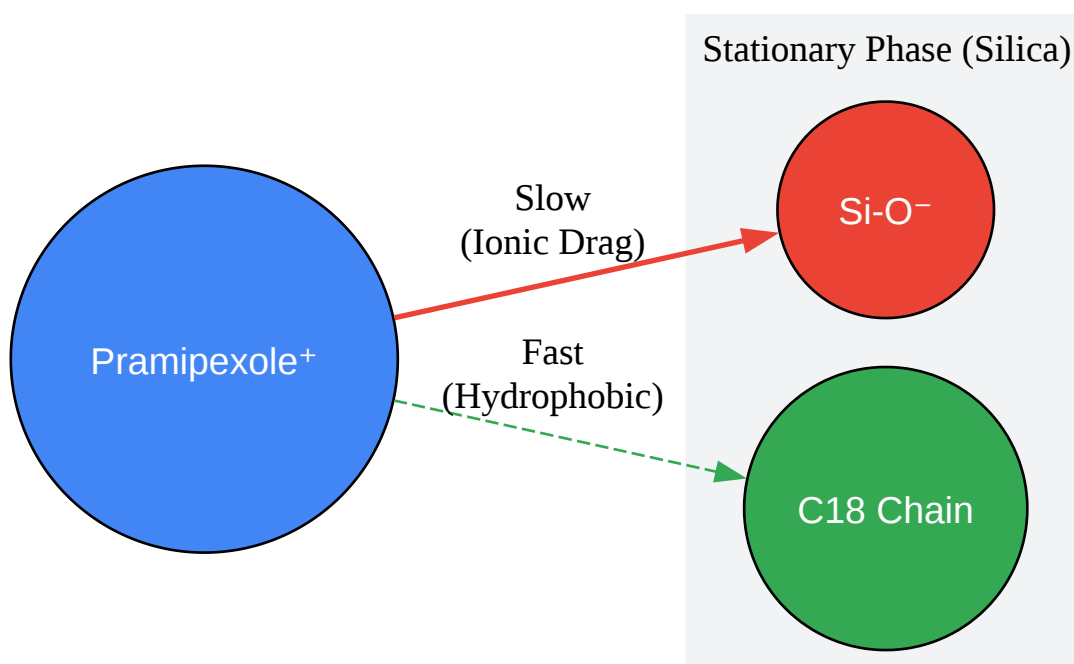 Stationary Phase (Silica)
Slow
(Ionic Drag)
Si-O⁻
Pramipexole⁺
Fast
(Hydrophobic)
C18 Chain